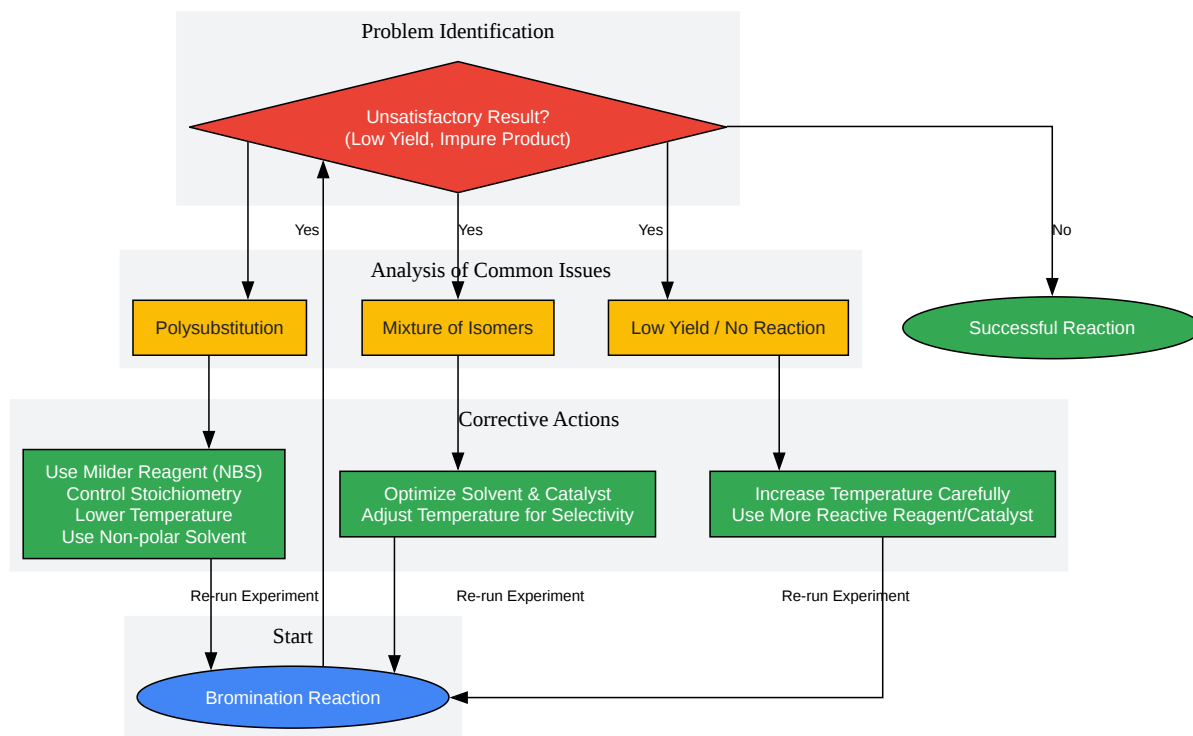 Problem Identification
Unsatisfactory Result?
(Low Yield, Impure Product)
Yes
Yes
Yes
No
Analysis of Common Issues
Polysubstitution
Mixture of Isomers
Low Yield / No Reaction
Successful Reaction
Corrective Actions
Use Milder Reagent (NBS)
Control Stoichiometry
Lower Temperature
Use Non-polar Solvent
Optimize Solvent & Catalyst
Adjust Temperature for Selectivity
Increase Temperature Carefully
Use More Reactive Reagent/Catalyst
Re-run Experiment
Re-run Experiment
Re-run Experiment
Start
Bromination Reaction